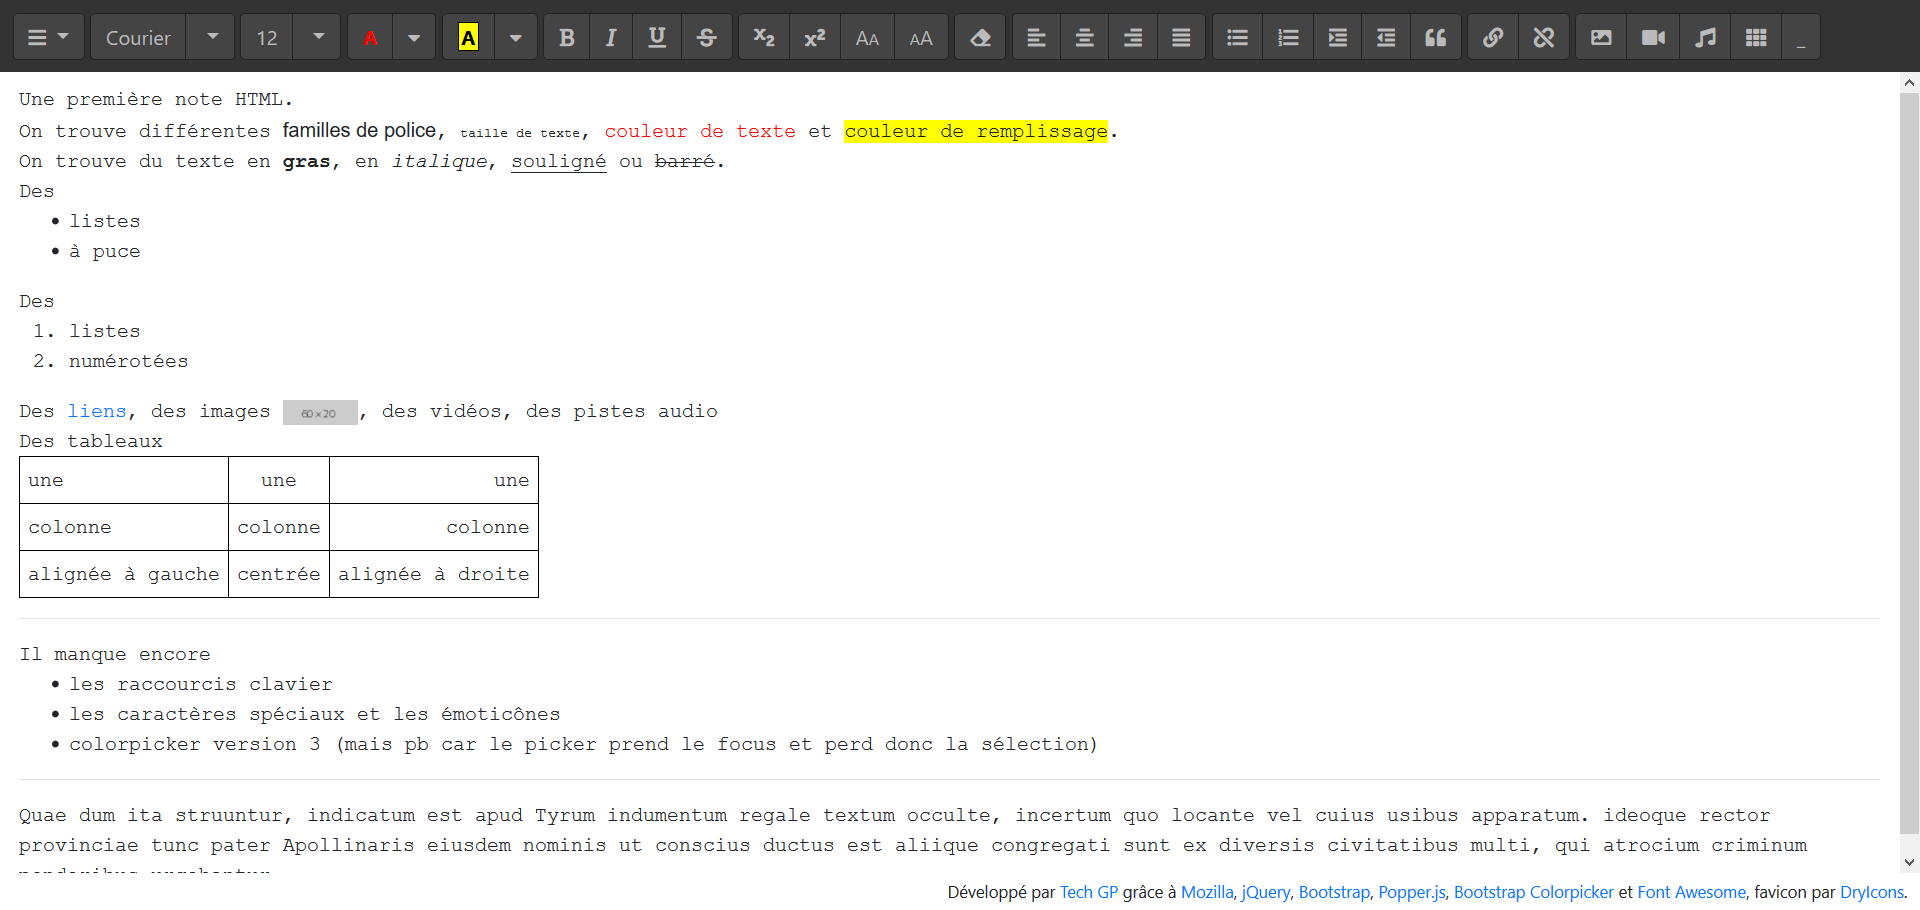 Courier 12 A A B I U S x2 x² AA AA
Une première note HTML.
On trouve différentes familles de police, taille de texte, couleur de texte et couleur de remplissage.
On trouve du texte en gras, en italique, souligné ou barré.
Des
• listes
• à puce
Des
1. listes
2. numérotées
Des liens, des images 60×20, des vidéos, des pistes audio
Des tableaux
une une une
colonne colonne colonne
alignée à gauche centrée alignée à droite
Il manque encore
• les raccourcis clavier
• les caractères spéciaux et les émoticônes
• colorpicker version 3 (mais pb car le picker prend le focus et perd donc la sélection)
Quae dum ita struuntur, indicatum est apud Tyrum indumentum regale textum occulte, incertum quo locante vel cuius usibus apparatum. ideoque rector
provinciae tunc pater Apollinaris eiusdem nominis ut conscius ductus est aliique congregati sunt ex diversis civitatibus multi, qui atrocium criminum
Développé par Tech GP grâce à Mozilla, jQuery, Bootstrap, Popper.js, Bootstrap Colorpicker et Font Awesome, favicon par DryIcons.